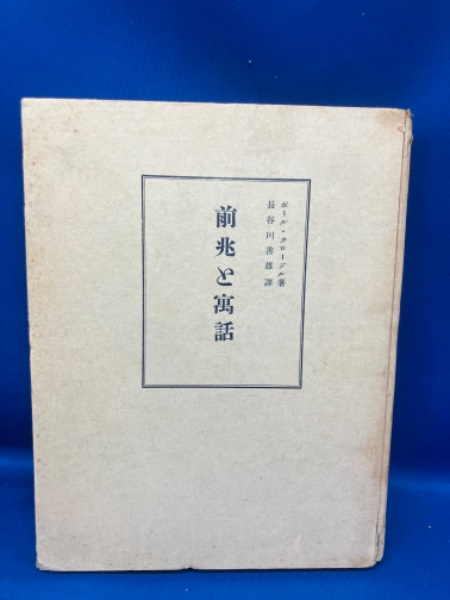 ポール・クローデル著
長谷川善雄譯
前兆と寓話